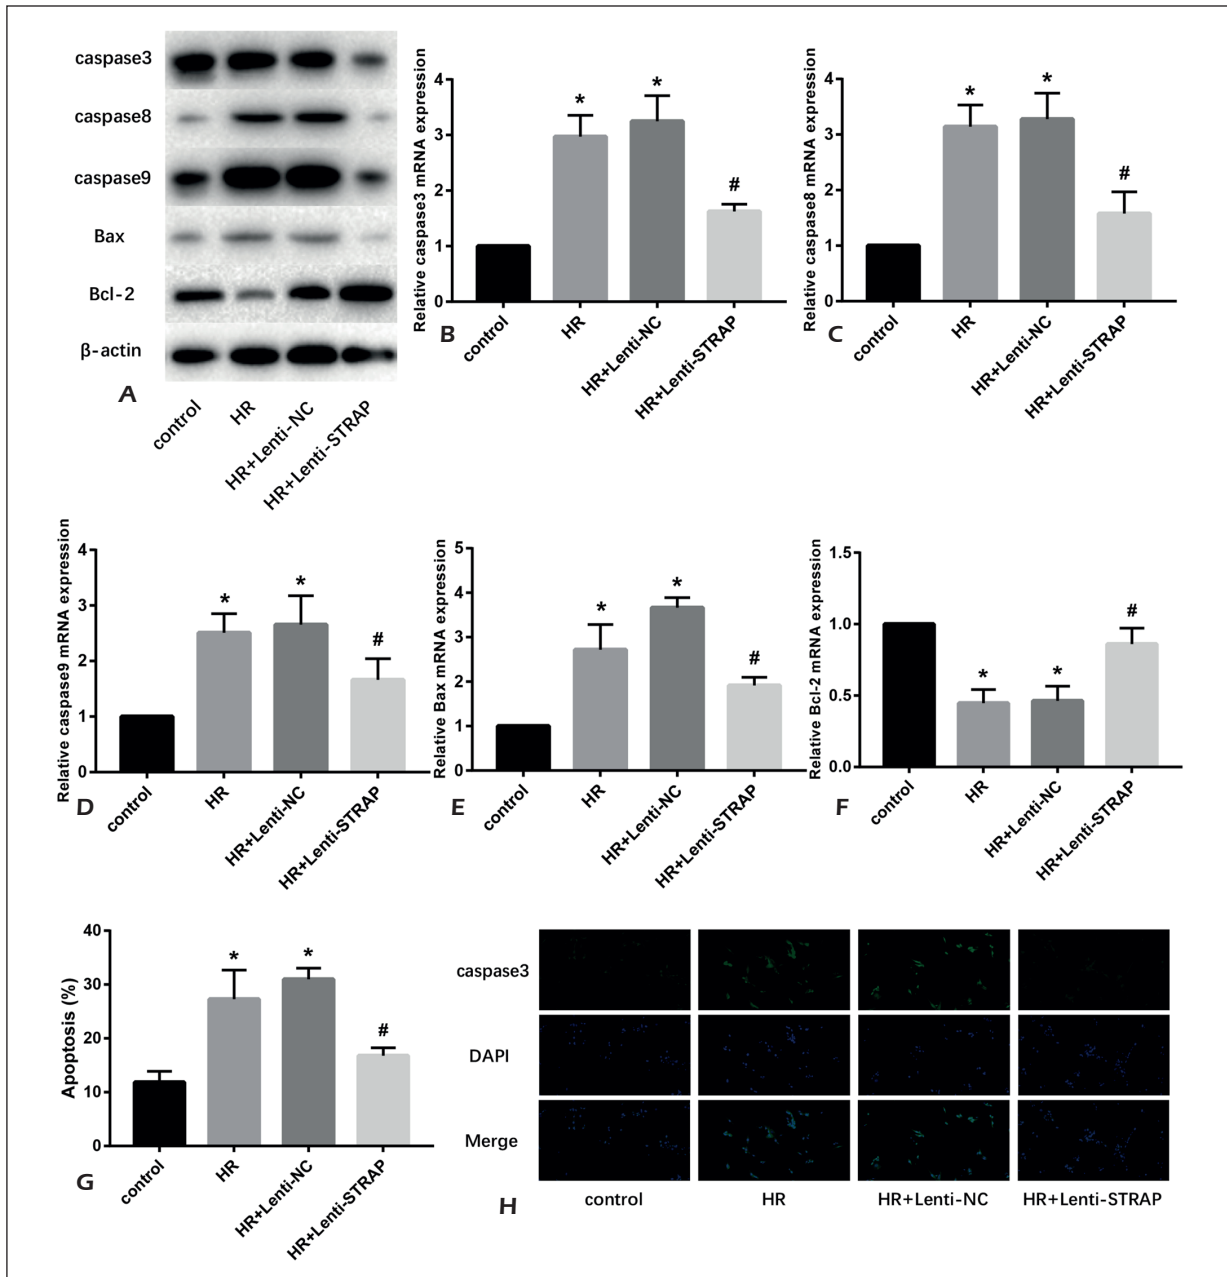 caspase3
caspase8
caspase9
Bax
Bcl-2
β-actin
A
control
HR
HR+Lenti-NC
HR+Lenti-STRAP
Relative caspase3 mRNA expression
4
3
2
1
0
*
*
#
B
control
HR
HR+Lenti-NC
HR+Lenti-STRAP
Relative caspase8 mRNA expression
4
3
2
1
0
*
*
#
C
control
HR
HR+Lenti-NC
HR+Lenti-STRAP
Relative caspase9 mRNA expression
4
3
2
1
0
*
*
#
D
control
HR
HR+Lenti-NC
HR+Lenti-STRAP
Relative Bax mRNA expression
5
4
3
2
1
0
*
*
#
E
control
HR
HR+Lenti-NC
HR+Lenti-STRAP
Relative Bcl-2 mRNA expression
1.5
1.0
0.5
0.0
*
*
#
F
control
HR
HR+Lenti-NC
HR+Lenti-STRAP
Apoptosis (%)
40
30
20
10
0
*
*
#
G
control
HR
HR+Lenti-NC
HR+Lenti-STRAP
caspase3
DAPI
Merge
H
control
HR
HR+Lenti-NC
HR+Lenti-STRAP